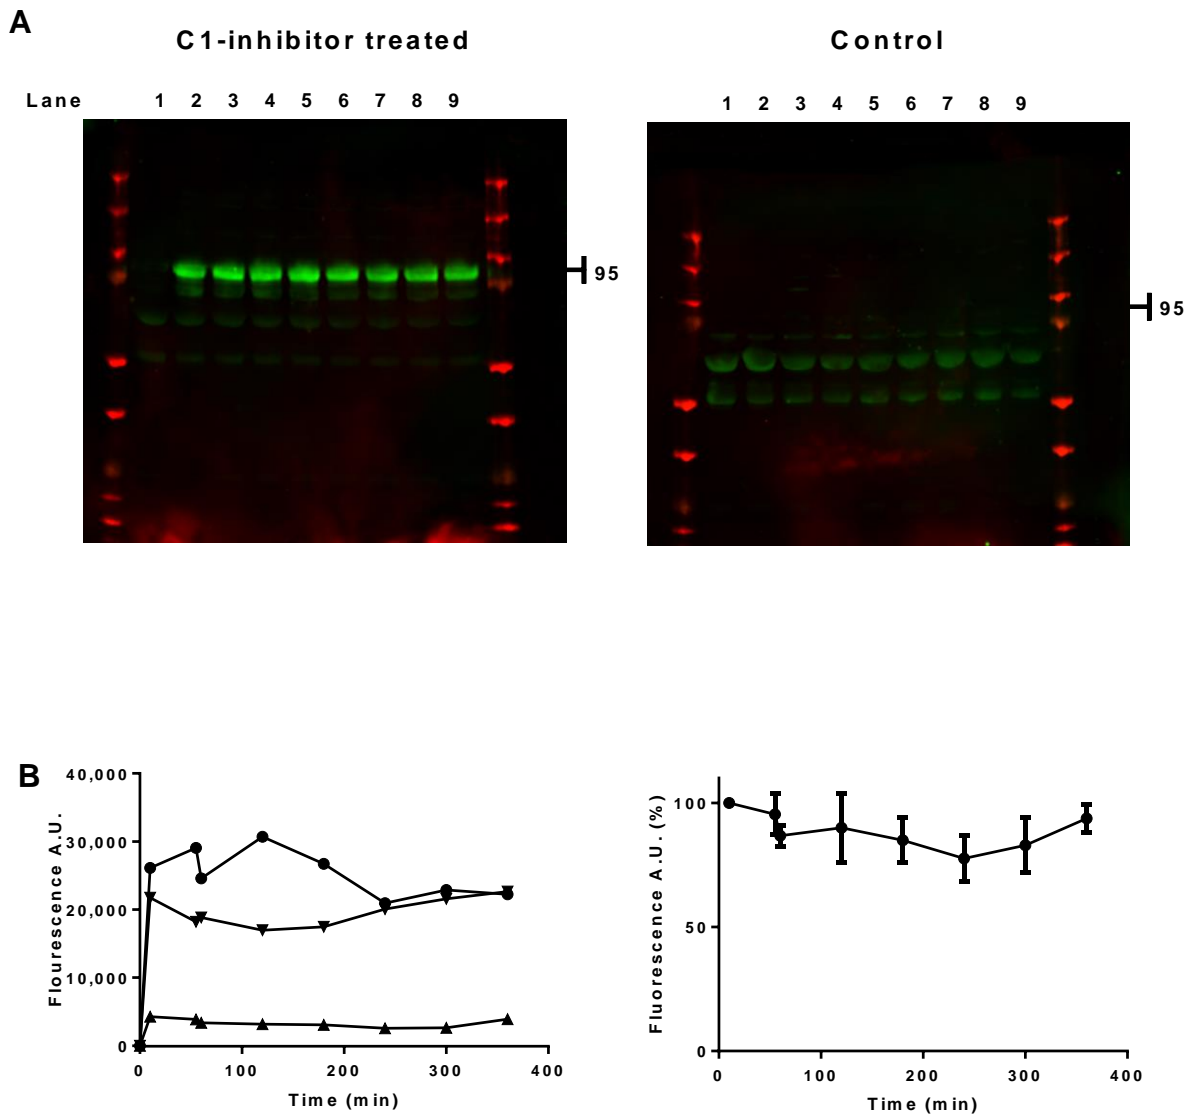 A
C1-inhibitor treated
Control
Lane 1 2 3 4 5 6 7 8 9
1 2 3 4 5 6 7 8 9
95
95
B
40,000
30,000
20,000
10,000
0
Flourescence A.U.
0 100 200 300 400
Time (min)
100
50
0
Fluorescence A.U. (%)
0 100 200 300 400
Time (min)